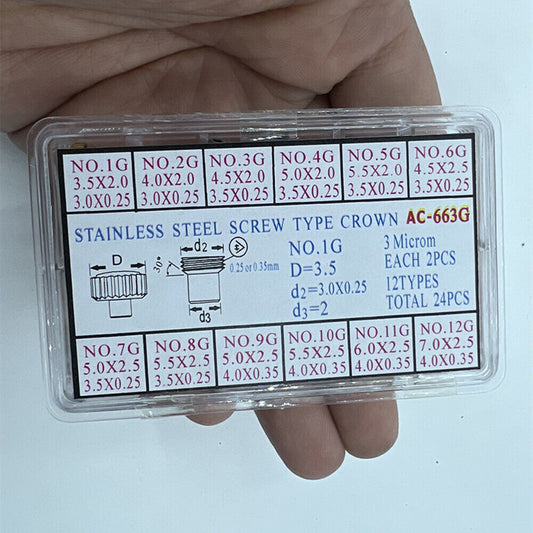 NO.1G NO.2G NO.3G NO.4G NO.5G NO.6G
3.5X2.0 4.0X2.0 4.5X2.0 5.0X2.0 5.5X2.0 4.5X2.5
3.0X0.25 3.0X0.25 3.5X0.25 3.5X0.25 3.5X0.25 3.5X0.25
STAINLESS STEEL SCREW TYPE CROWN AC-663G
D
30°
d2
0.25 or 0.35mm
d3
NO.1G
D=3.5
d2=3.0X0.25
d3=2
3 Microm
EACH 2PCS
12TYPES
TOTAL 24PCS
NO.7G NO.8G NO.9G NO.10G NO.11G NO.12G
5.0X2.5 5.5X2.5 5.0X2.5 5.5X2.5 6.0X2.5 7.0X2.5
3.5X0.25 3.5X0.25 4.0X0.35 4.0X0.35 4.0X0.35 4.0X0.35